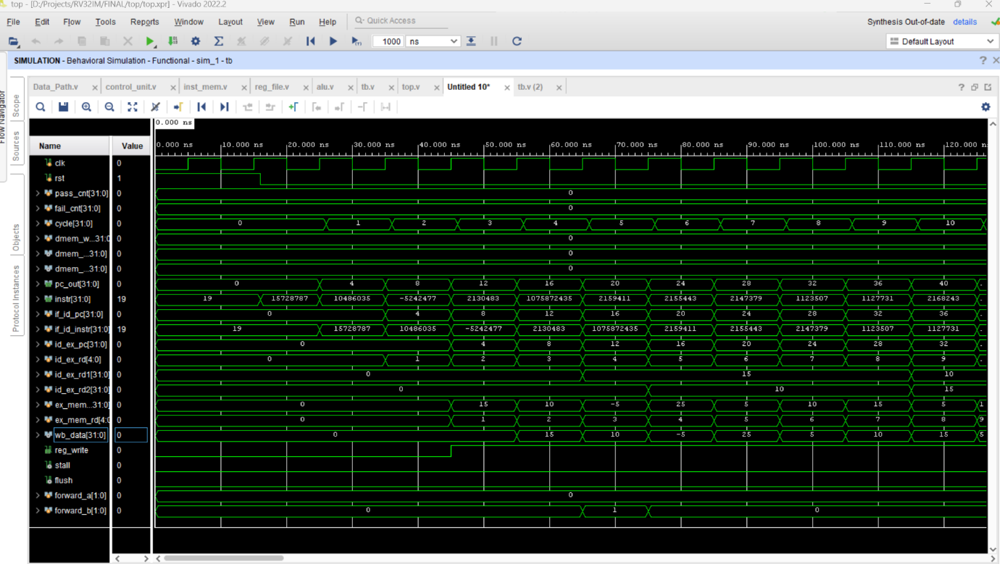 top - [D:/Projects/RV32IM/FINAL/top/top.xpr] - Vivado 2022.2
File Edit Flow Tools Reports Window Layout View Run Help Quick Access Synthesis Out-of-date details
1000 ns Default Layout
SIMULATION - Behavioral Simulation - Functional - sim_1 - tb ? ×
Flow Navigator
Scope
Sources
Objects
Protocol Instances
Data_Path.v × control_unit.v × inst_mem.v × reg_file.v × alu.v × tb.v × top.v × Untitled 10* × tb.v (2) ×
0.000 ns
Name Value 0.000 ns 10.000 ns 20.000 ns 30.000 ns 40.000 ns 50.000 ns 60.000 ns 70.000 ns 80.000 ns 90.000 ns 100.000 ns 110.000 ns 120.000 n
clk 0
rst 1
pass_cnt[31:0] 0 0
fail_cnt[31:0] 0 0
cycle[31:0] 0 0 1 2 3 4 5 6 7 8 9 10
dmem_w...31:0 0 0
dmem_...31:0] 0 0
dmem_...31:0] 0 0
pc_out[31:0] 0 0 4 8 12 16 20 24 28 32 36 40 .
instr[31:0] 19 19 15728787 10486035 -5242477 2130483 1075872435 2159411 2155443 2147379 1123507 1127731 2168243 .
if_id_pc[31:0] 0 0 4 8 12 16 20 24 28 32 36 .
if_id_instr[31:0] 19 19 15728787 10486035 -5242477 2130483 1075872435 2159411 2155443 2147379 1123507 1127731 .
id_ex_pc[31:0] 0 0 4 8 12 16 20 24 28 32 .
id_ex_rd[4:0] 0 0 1 2 3 4 5 6 7 8 9 .
id_ex_rd1[31:0] 0 0 15 10
id_ex_rd2[31:0] 0 0 10 15
ex_mem...31:0] 0 0 15 10 -5 25 5 10 15 5 1
ex_mem_rd[4:0 0 0 1 2 3 4 5 6 7 8 9
wb_data[31:0] 0 0 15 10 -5 25 5 10 15 5
reg_write 0
stall 0
flush 0
forward_a[1:0] 0 0
forward_b[1:0] 0 0 1 0